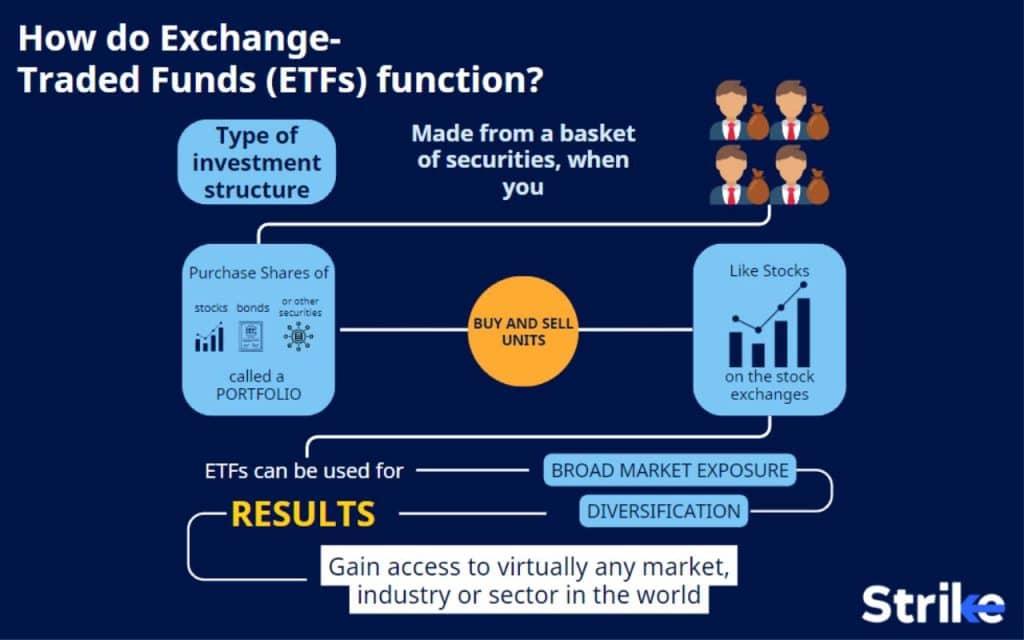 How do Exchange-
Traded Funds (ETFs) function?
Type of
investment
structure
Made from a basket
of securities, when
you
Purchase Shares of
stocks
bonds
or other
securities
called a
PORTFOLIO
BUY AND SELL
UNITS
Like Stocks
on the stock
exchanges
ETFs can be used for
BROAD MARKET EXPOSURE
DIVERSIFICATION
RESULTS
Gain access to virtually any market,
industry or sector in the world
Strike